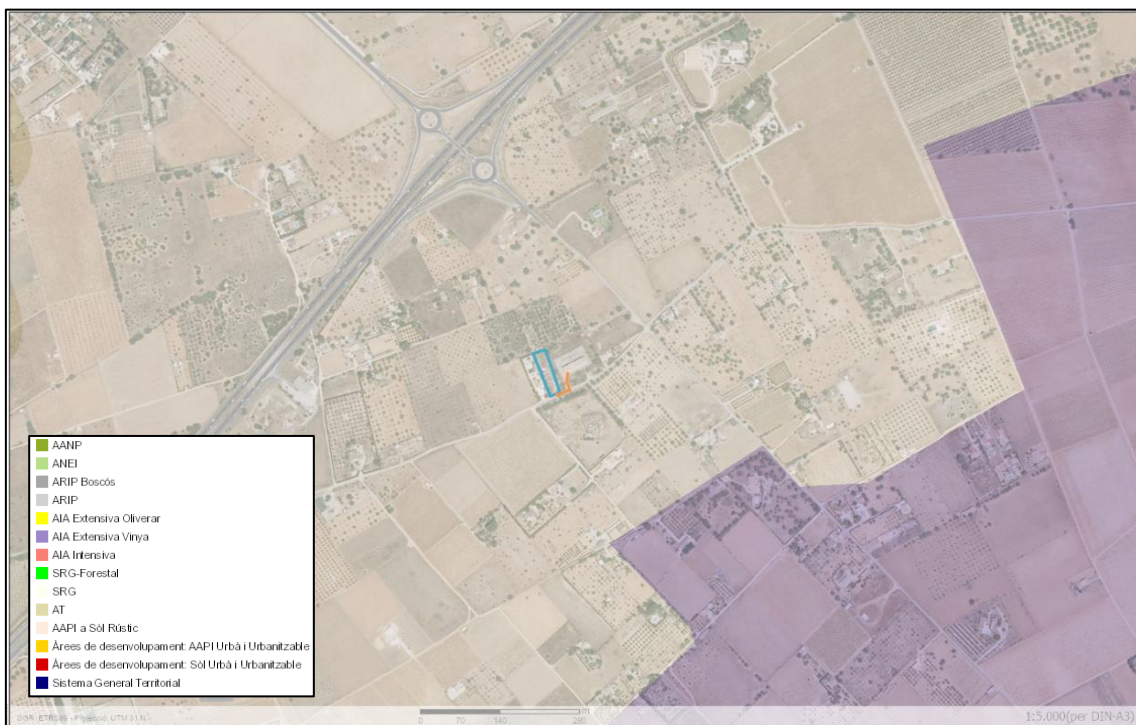 AANP
ANEI
ARIP Boscós
ARIP
AIA Extensiva Oliverar
AIA Extensiva Vinya
AIA Intensiva
SRG-Forestal
SRG
AT
AAPI a Sòl Rústic
Àrees de desenvolupament: AAPI Urbà i Urbanitzable
Àrees de desenvolupament: Sòl Urbà i Urbanitzable
Sistema General Territorial
m
0 70 140 280
1:5.000(per DIN-A3)